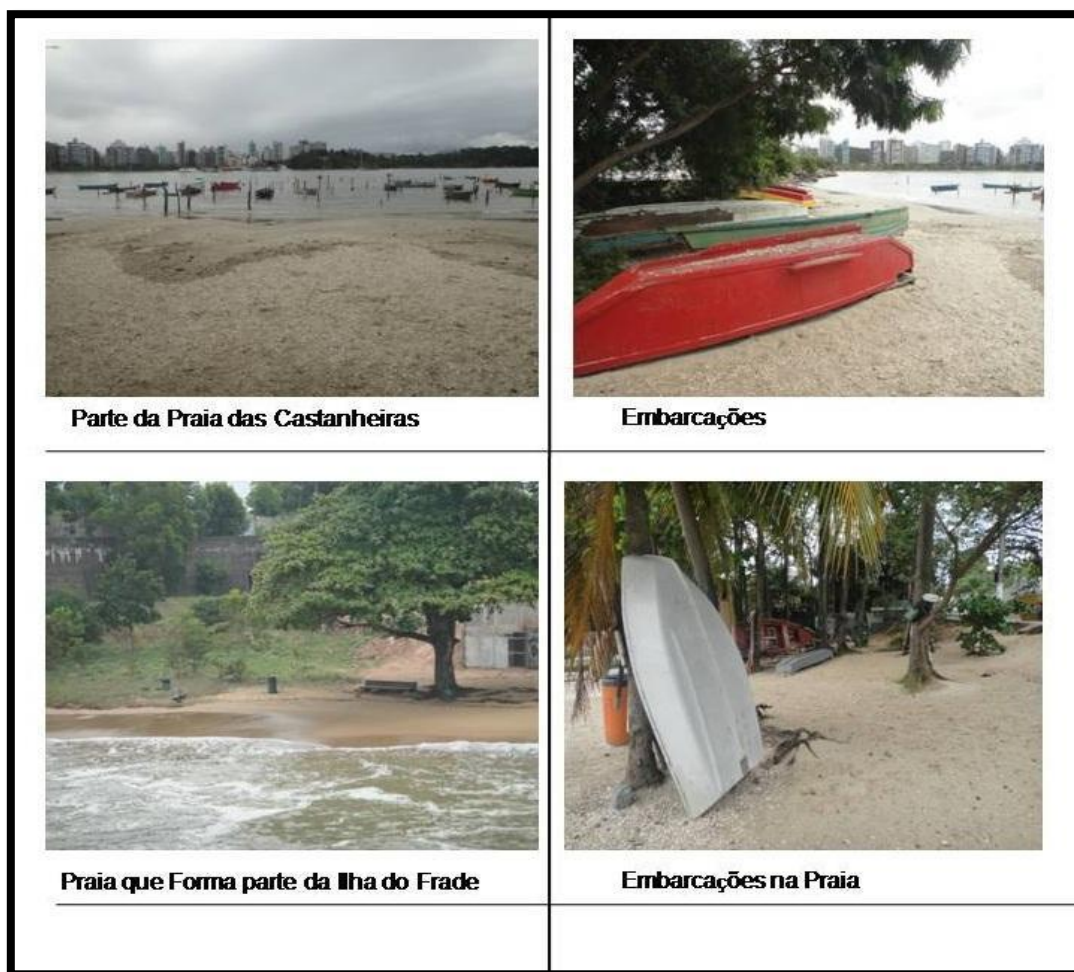 Parte da Praia das Castanheiras
Embarcações
Praia que Forma parte da Ilha do Frade
Embarcações na Praia